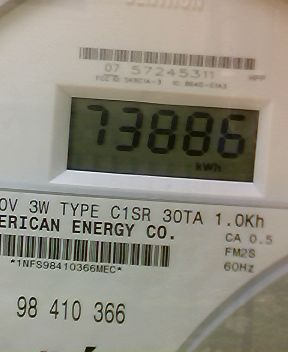 07 57245311
73886
kWh
0V 3W TYPE C1SR 30TA 1.0Kh
ERICAN ENERGY CO.
CA 0.5
FM2S
60Hz
*1NFS98410366MEC*
98 410 366